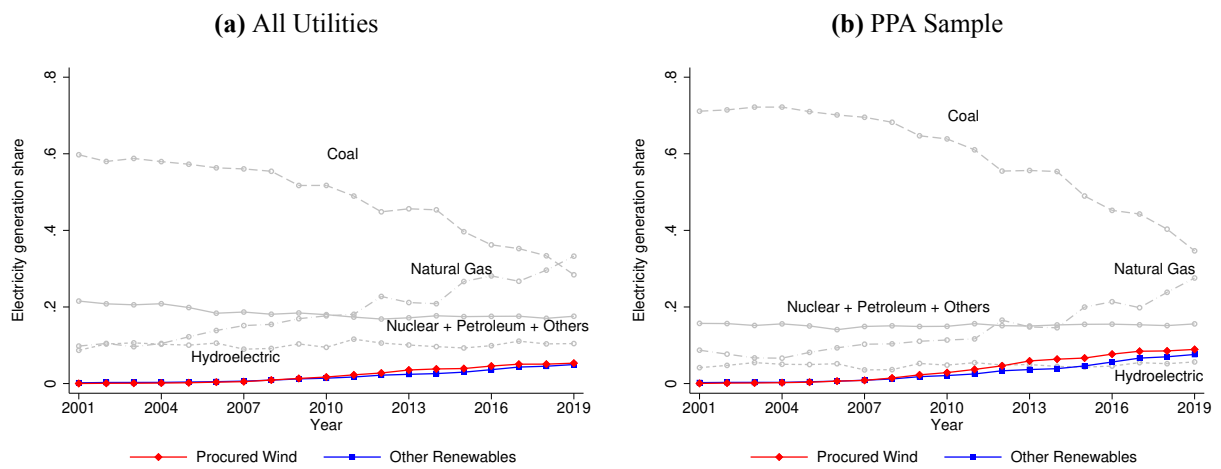 (a) All Utilities
Electricity generation share
.8
.6
.4
.2
0
Coal
Natural Gas
Nuclear + Petroleum + Others
Hydroelectric
2001 2004 2007 2010 2013 2016 2019
Year
Procured Wind Other Renewables
(b) PPA Sample
Electricity generation share
.8
.6
.4
.2
0
Coal
Natural Gas
Nuclear + Petroleum + Others
Hydroelectric
2001 2004 2007 2010 2013 2016 2019
Year
Procured Wind Other Renewables